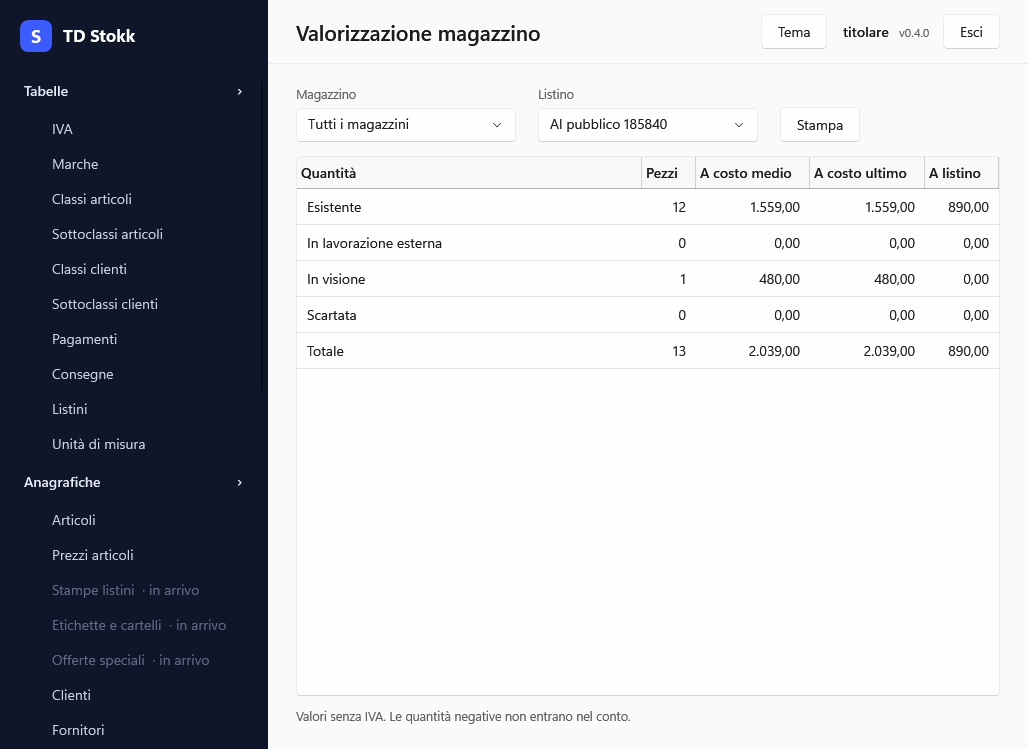 S TD Stokk
Tabelle
IVA
Marche
Classi articoli
Sottoclassi articoli
Classi clienti
Sottoclassi clienti
Pagamenti
Consegne
Listini
Unità di misura
Anagrafiche
Articoli
Prezzi articoli
Stampe listini · in arrivo
Etichette e cartelli · in arrivo
Offerte speciali · in arrivo
Clienti
Fornitori
Valorizzazione magazzino
Tema titolare v0.4.0 Esci
Magazzino Listino
Tutti i magazzini Al pubblico 185840 Stampa
Quantità Pezzi A costo medio A costo ultimo A listino
Esistente 12 1.559,00 1.559,00 890,00
In lavorazione esterna 0 0,00 0,00 0,00
In visione 1 480,00 480,00 0,00
Scartata 0 0,00 0,00 0,00
Totale 13 2.039,00 2.039,00 890,00
Valori senza IVA. Le quantità negative non entrano nel conto.